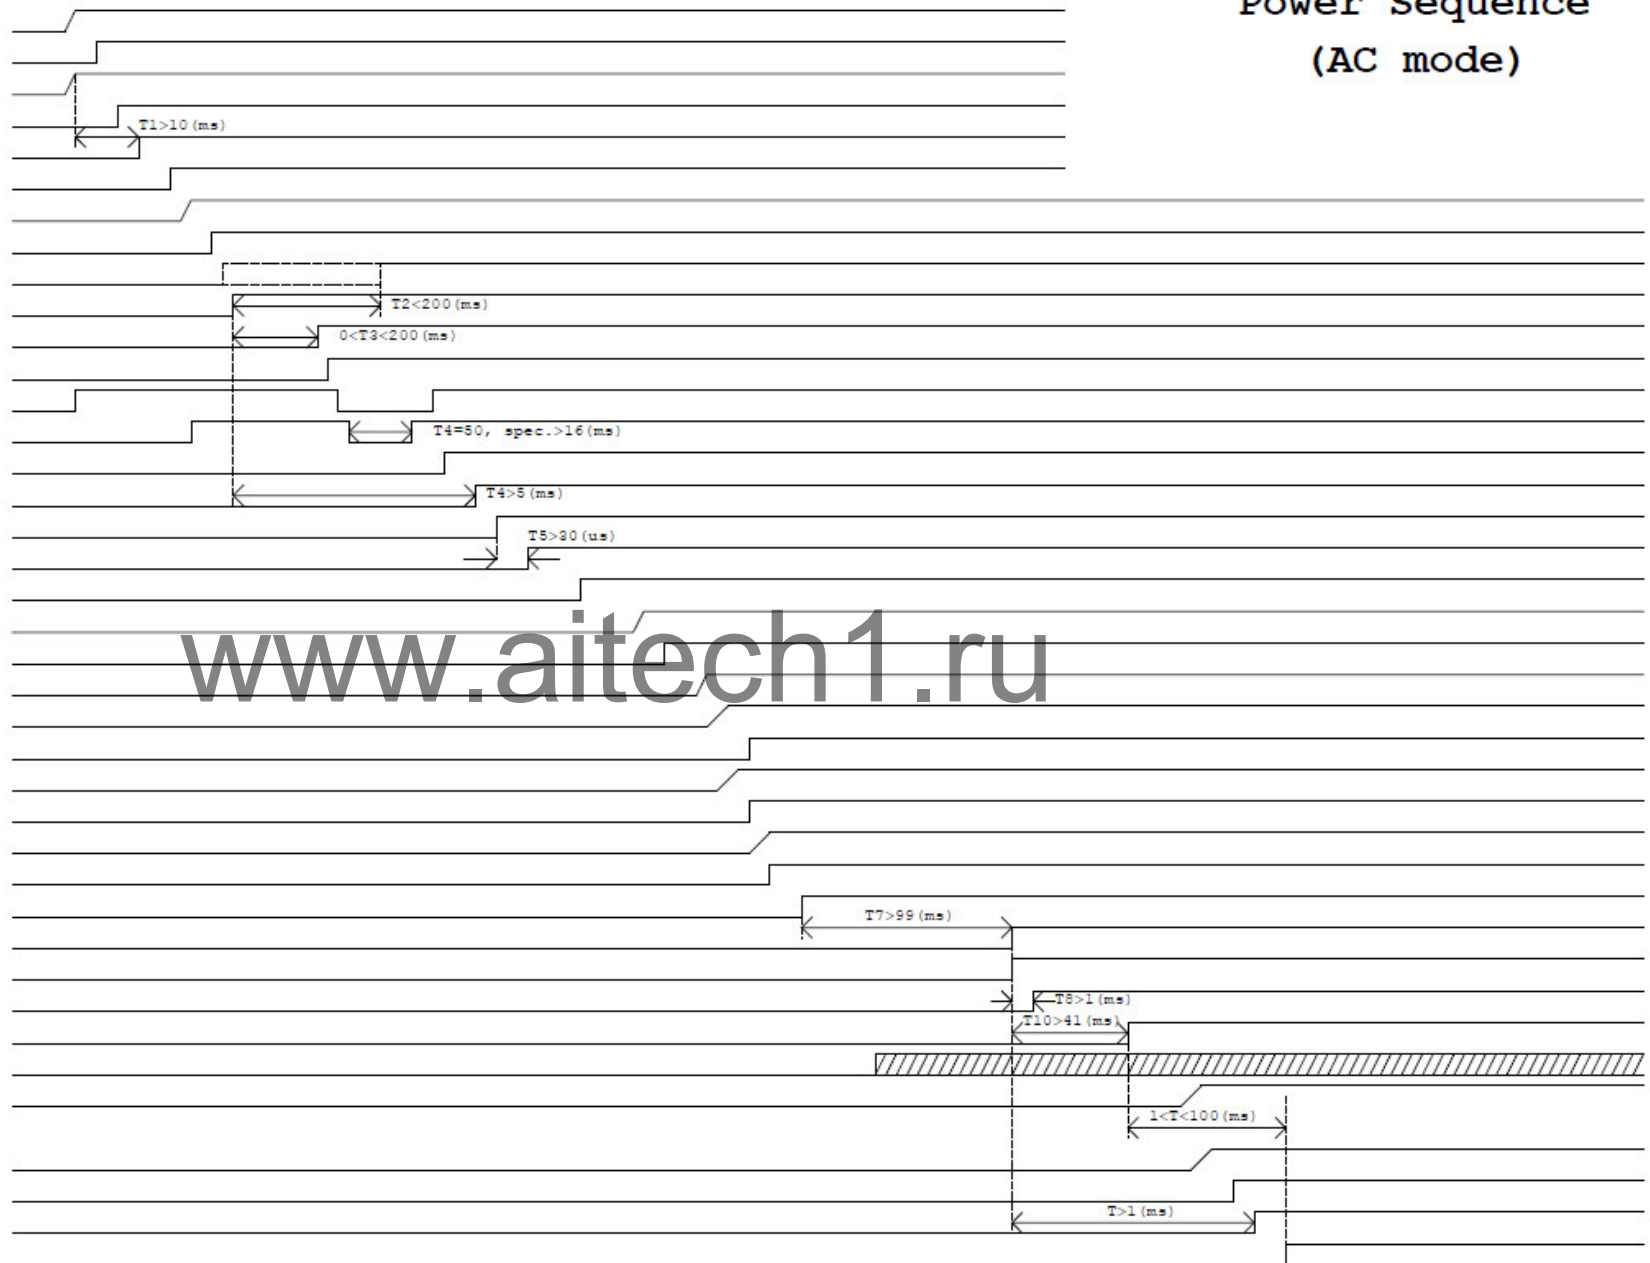 Power Sequence
(AC mode)
T1>10(ms)
T2<200(ms)
0<T3<200(ms)
T4=50, spec.>16(ms)
T4>5(ms)
T5>30(us)
www.aitech1.ru
T7>99(ms)
T8>1(ms)
T10>41(ms)
1<T<100(ms)
T>1(ms)